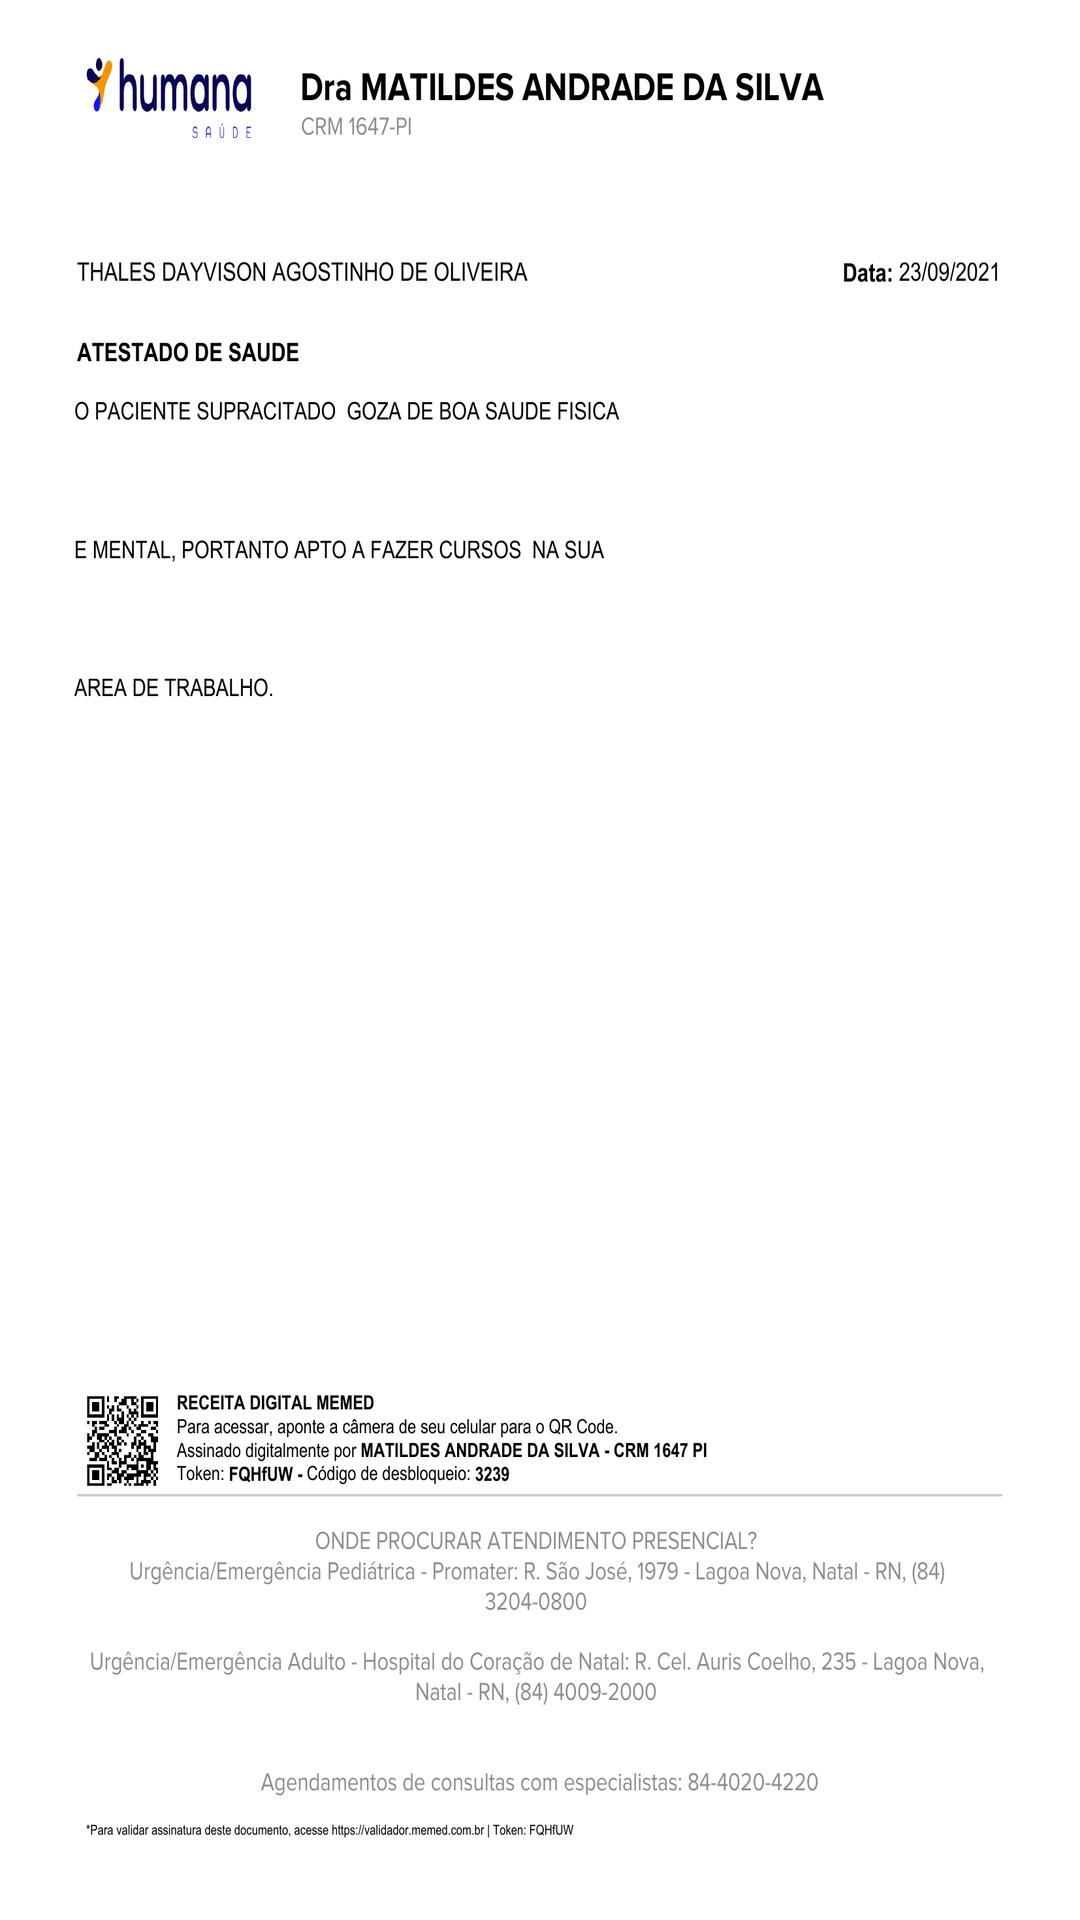 humana
SAÚDE
Dra MATILDES ANDRADE DA SILVA
CRM 1647-PI
THALES DAYVISON AGOSTINHO DE OLIVEIRA Data: 23/09/2021
ATESTADO DE SAUDE
O PACIENTE SUPRACITADO  GOZA DE BOA SAUDE FISICA
E MENTAL, PORTANTO APTO A FAZER CURSOS  NA SUA
AREA DE TRABALHO.
RECEITA DIGITAL MEMED
Para acessar, aponte a câmera de seu celular para o QR Code.
Assinado digitalmente por MATILDES ANDRADE DA SILVA - CRM 1647 PI
Token: FQHfUW - Código de desbloqueio: 3239
ONDE PROCURAR ATENDIMENTO PRESENCIAL?
Urgência/Emergência Pediátrica - Promater: R. São José, 1979 - Lagoa Nova, Natal - RN, (84)
3204-0800
Urgência/Emergência Adulto - Hospital do Coração de Natal: R. Cel. Auris Coelho, 235 - Lagoa Nova,
Natal - RN, (84) 4009-2000
Agendamentos de consultas com especialistas: 84-4020-4220
*Para validar assinatura deste documento, acesse https://validador.memed.com.br | Token: FQHfUW